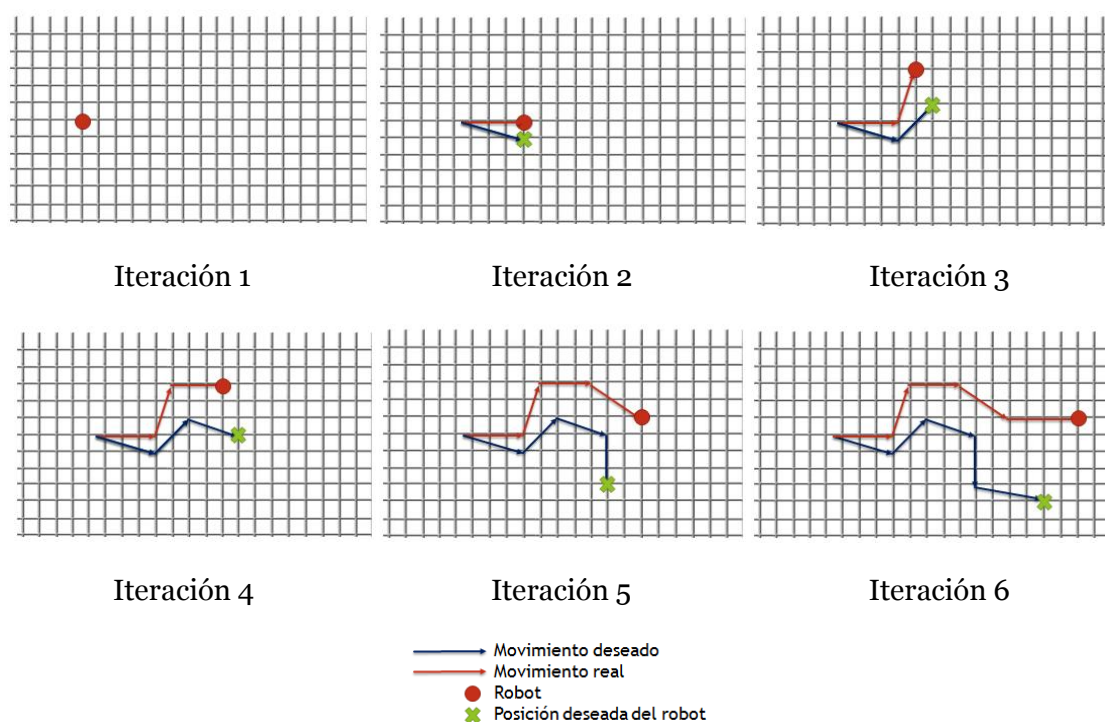 Iteración 1
Iteración 2
Iteración 3
Iteración 4
Iteración 5
Iteración 6
Movimiento deseado
Movimiento real
Robot
Posición deseada del robot